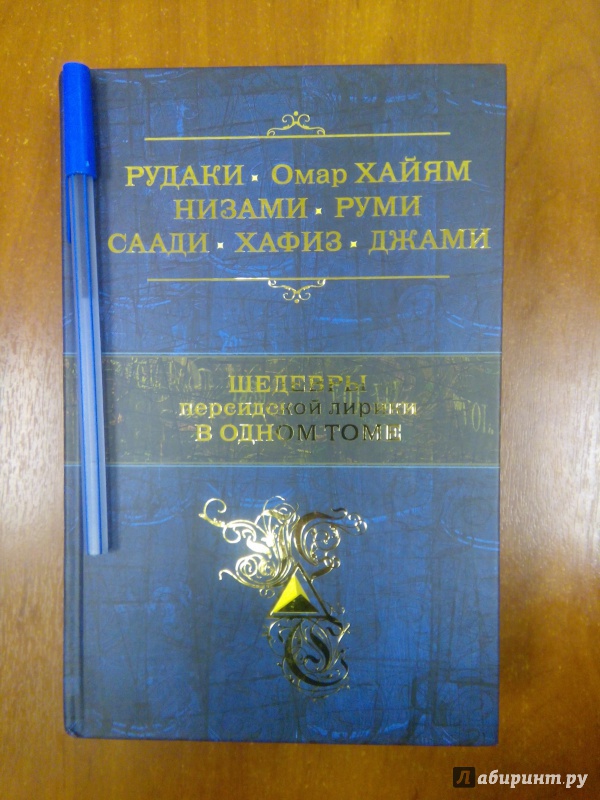 РУДАКИ · Омар ХАЙЯМ
НИЗАМИ · РУМИ
СААДИ · ХАФИЗ · ДЖАМИ
ШЕДЕВРЫ
персидской лирики
В ОДНОМ ТОМЕ
Лабиринт.ру